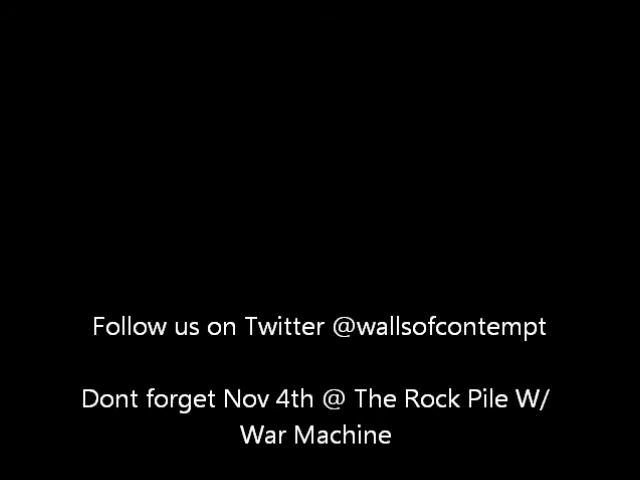 Follow us on Twitter @wallsofcontempt
Dont forget Nov 4th @ The Rock Pile W/
War Machine